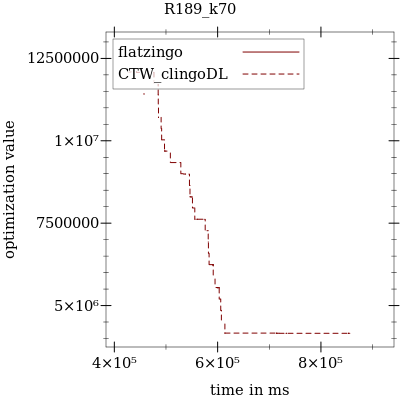 R189_k70
flatzingo
CTW_clingoDL
optimization value
12500000
1×10⁷
7500000
5×10⁶
4×10⁵
6×10⁵
8×10⁵
time in ms